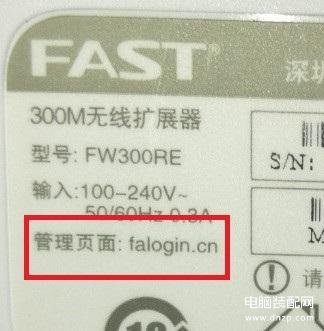 FAST
深圳
300M无线扩展器
型号: FW300RE
S/N:
输入: 100-240V~
50/60Hz 0.3A
M
管理页面: falogin.cn
请
电脑装配网
(www.dnzp.com)